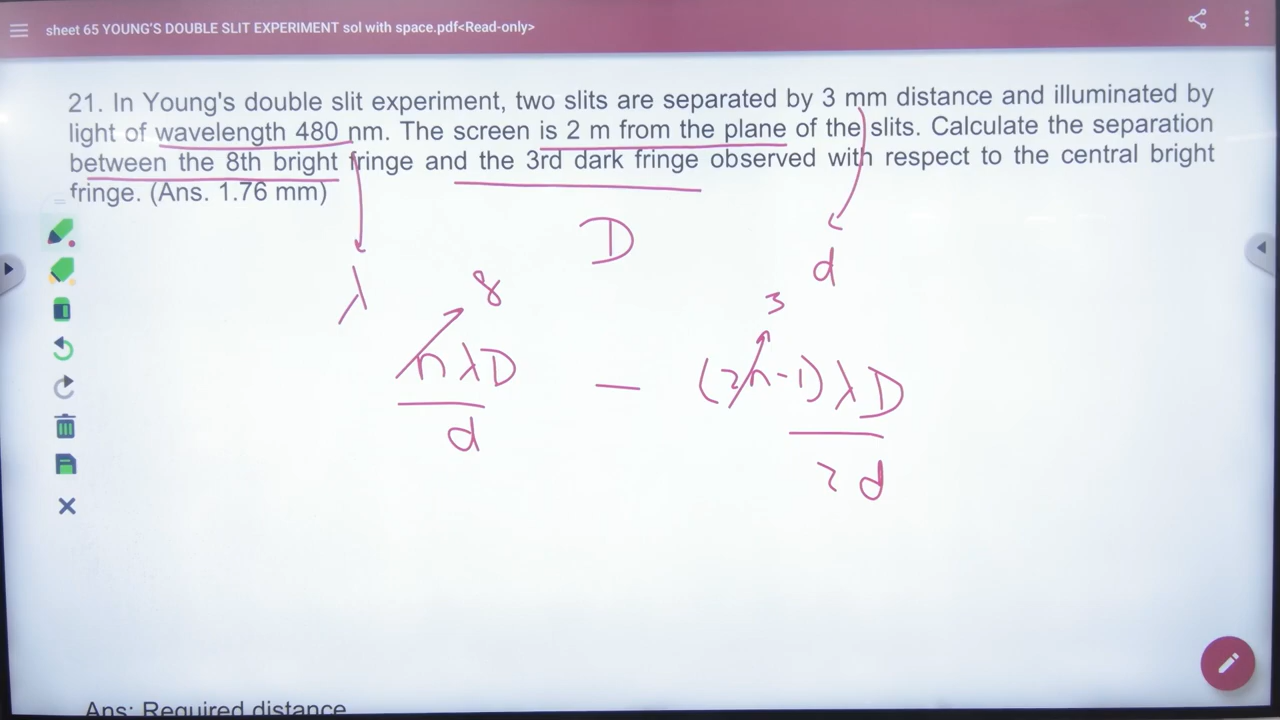 sheet 65 YOUNG'S DOUBLE SLIT EXPERIMENT sol with space.pdf<Read-only>
21. In Young's double slit experiment, two slits are separated by 3 mm distance and illuminated by
light of wavelength 480 nm. The screen is 2 m from the plane of the slits. Calculate the separation
between the 8th bright fringe and the 3rd dark fringe observed with respect to the central bright
fringe. (Ans. 1.76 mm)
D
d
λ
8
3
nλD — (2n-1)λD
d 2d
Ans: Required distance